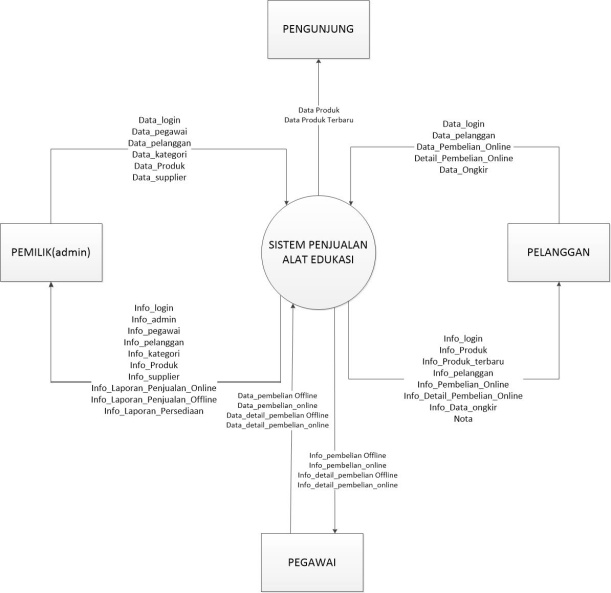 PENGUNJUNG
Data Produk
Data Produk Terbaru
Data_login
Data_pegawai
Data_pelanggan
Data_kategori
Data_Produk
Data_supplier
Data_login
Data_pelanggan
Data_Pembelian_Online
Detail_Pembelian_Online
Data_Ongkir
PEMILIK(admin)
SISTEM PENJUALAN
ALAT EDUKASI
PELANGGAN
Info_login
Info_admin
Info_pegawai
Info_pelanggan
Info_kategori
Info_Produk
Info_supplier
Info_Laporan_Penjualan_Online
Info_Laporan_Penjualan_Offline
Info_Laporan_Persediaan
Data_pembelian Offline
Data_pembelian_online
Data_detail_pembelian Offline
Data_detail_pembelian_online
Info_login
Info_Produk
Info_Produk_terbaru
Info_pelanggan
Info_Pembelian_Online
Info_Detail_Pembelian_Online
Info_Data_ongkir
Nota
Info_pembelian Offline
Info_pembelian_online
Info_detail_pembelian Offline
Info_detail_pembelian_online
PEGAWAI